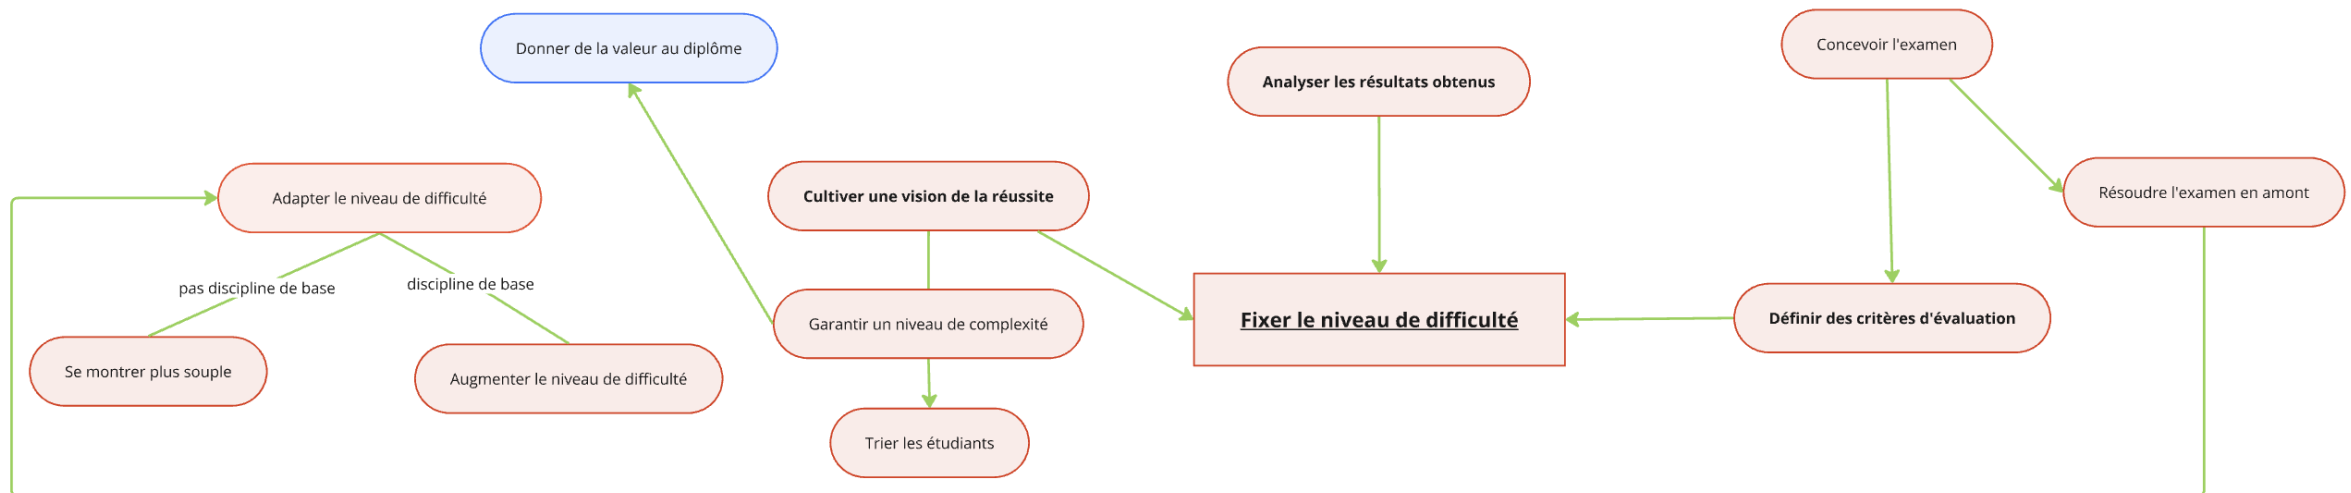 Donner de la valeur au diplôme
Concevoir l'examen
Analyser les résultats obtenus
Adapter le niveau de difficulté
Cultiver une vision de la réussite
Résoudre l'examen en amont
pas discipline de base
discipline de base
Garantir un niveau de complexité
Fixer le niveau de difficulté
Définir des critères d'évaluation
Se montrer plus souple
Augmenter le niveau de difficulté
Trier les étudiants